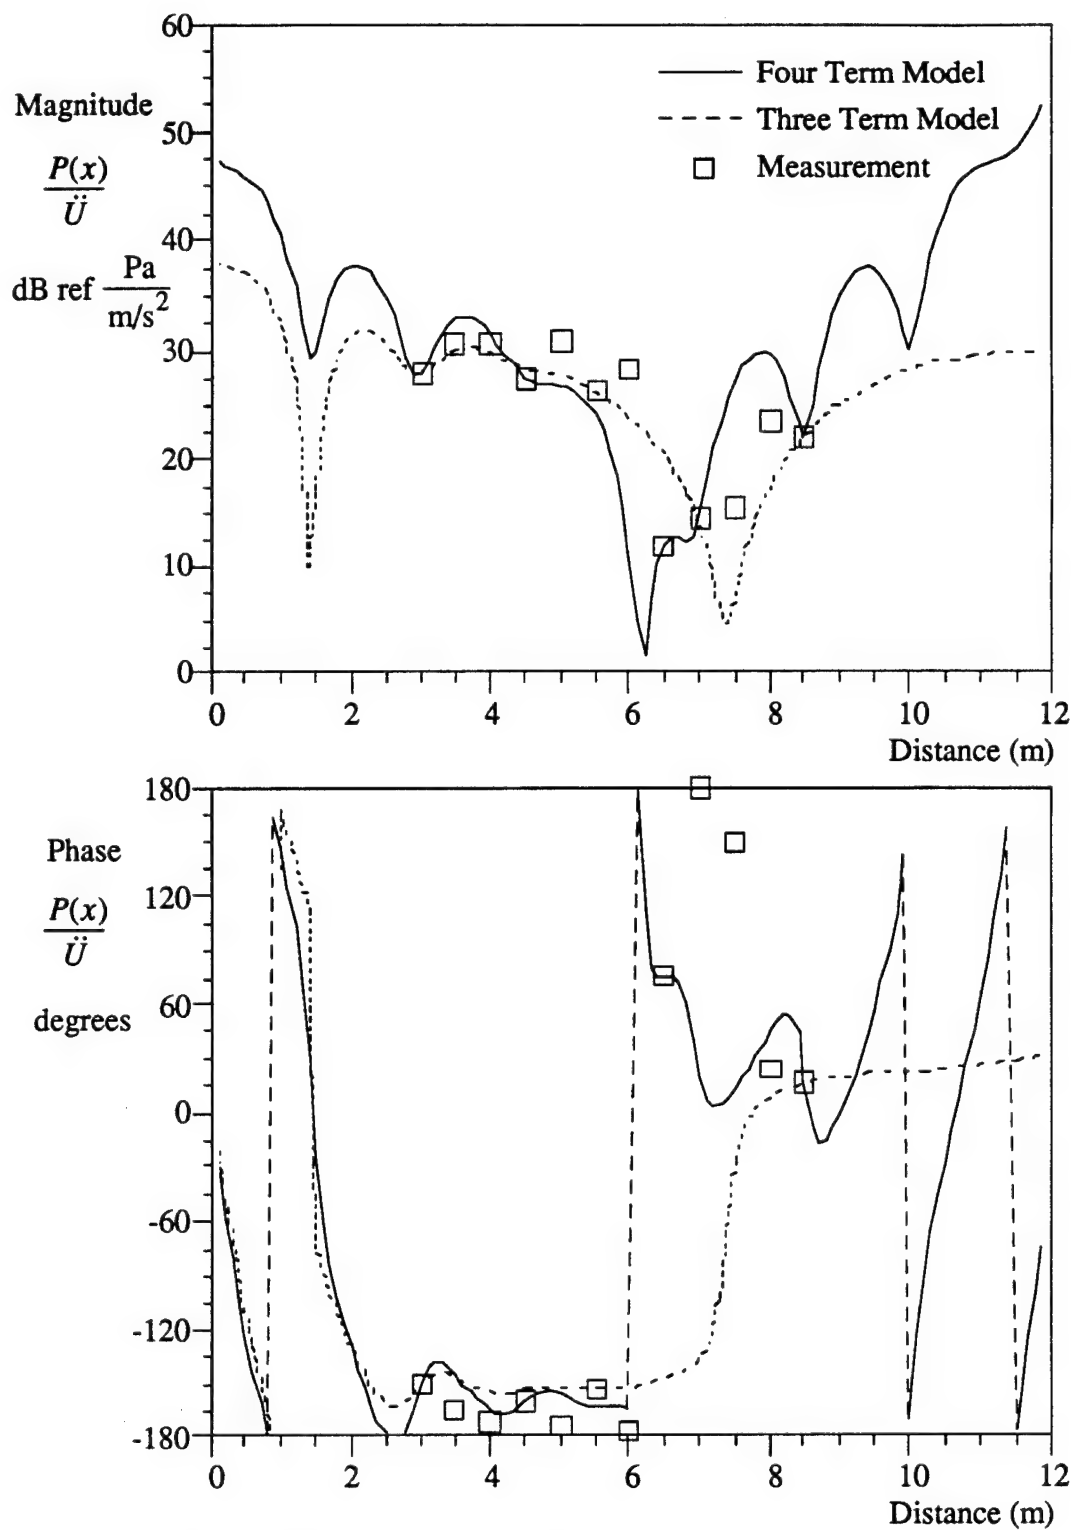 60
50
40
30
20
10
0
Magnitude
P(x)
Ü
dB ref Pa
m/s²
Four Term Model
Three Term Model
Measurement
0 2 4 6 8 10 12
Distance (m)
180
120
60
0
-60
-120
-180
Phase
P(x)
Ü
degrees
0 2 4 6 8 10 12
Distance (m)